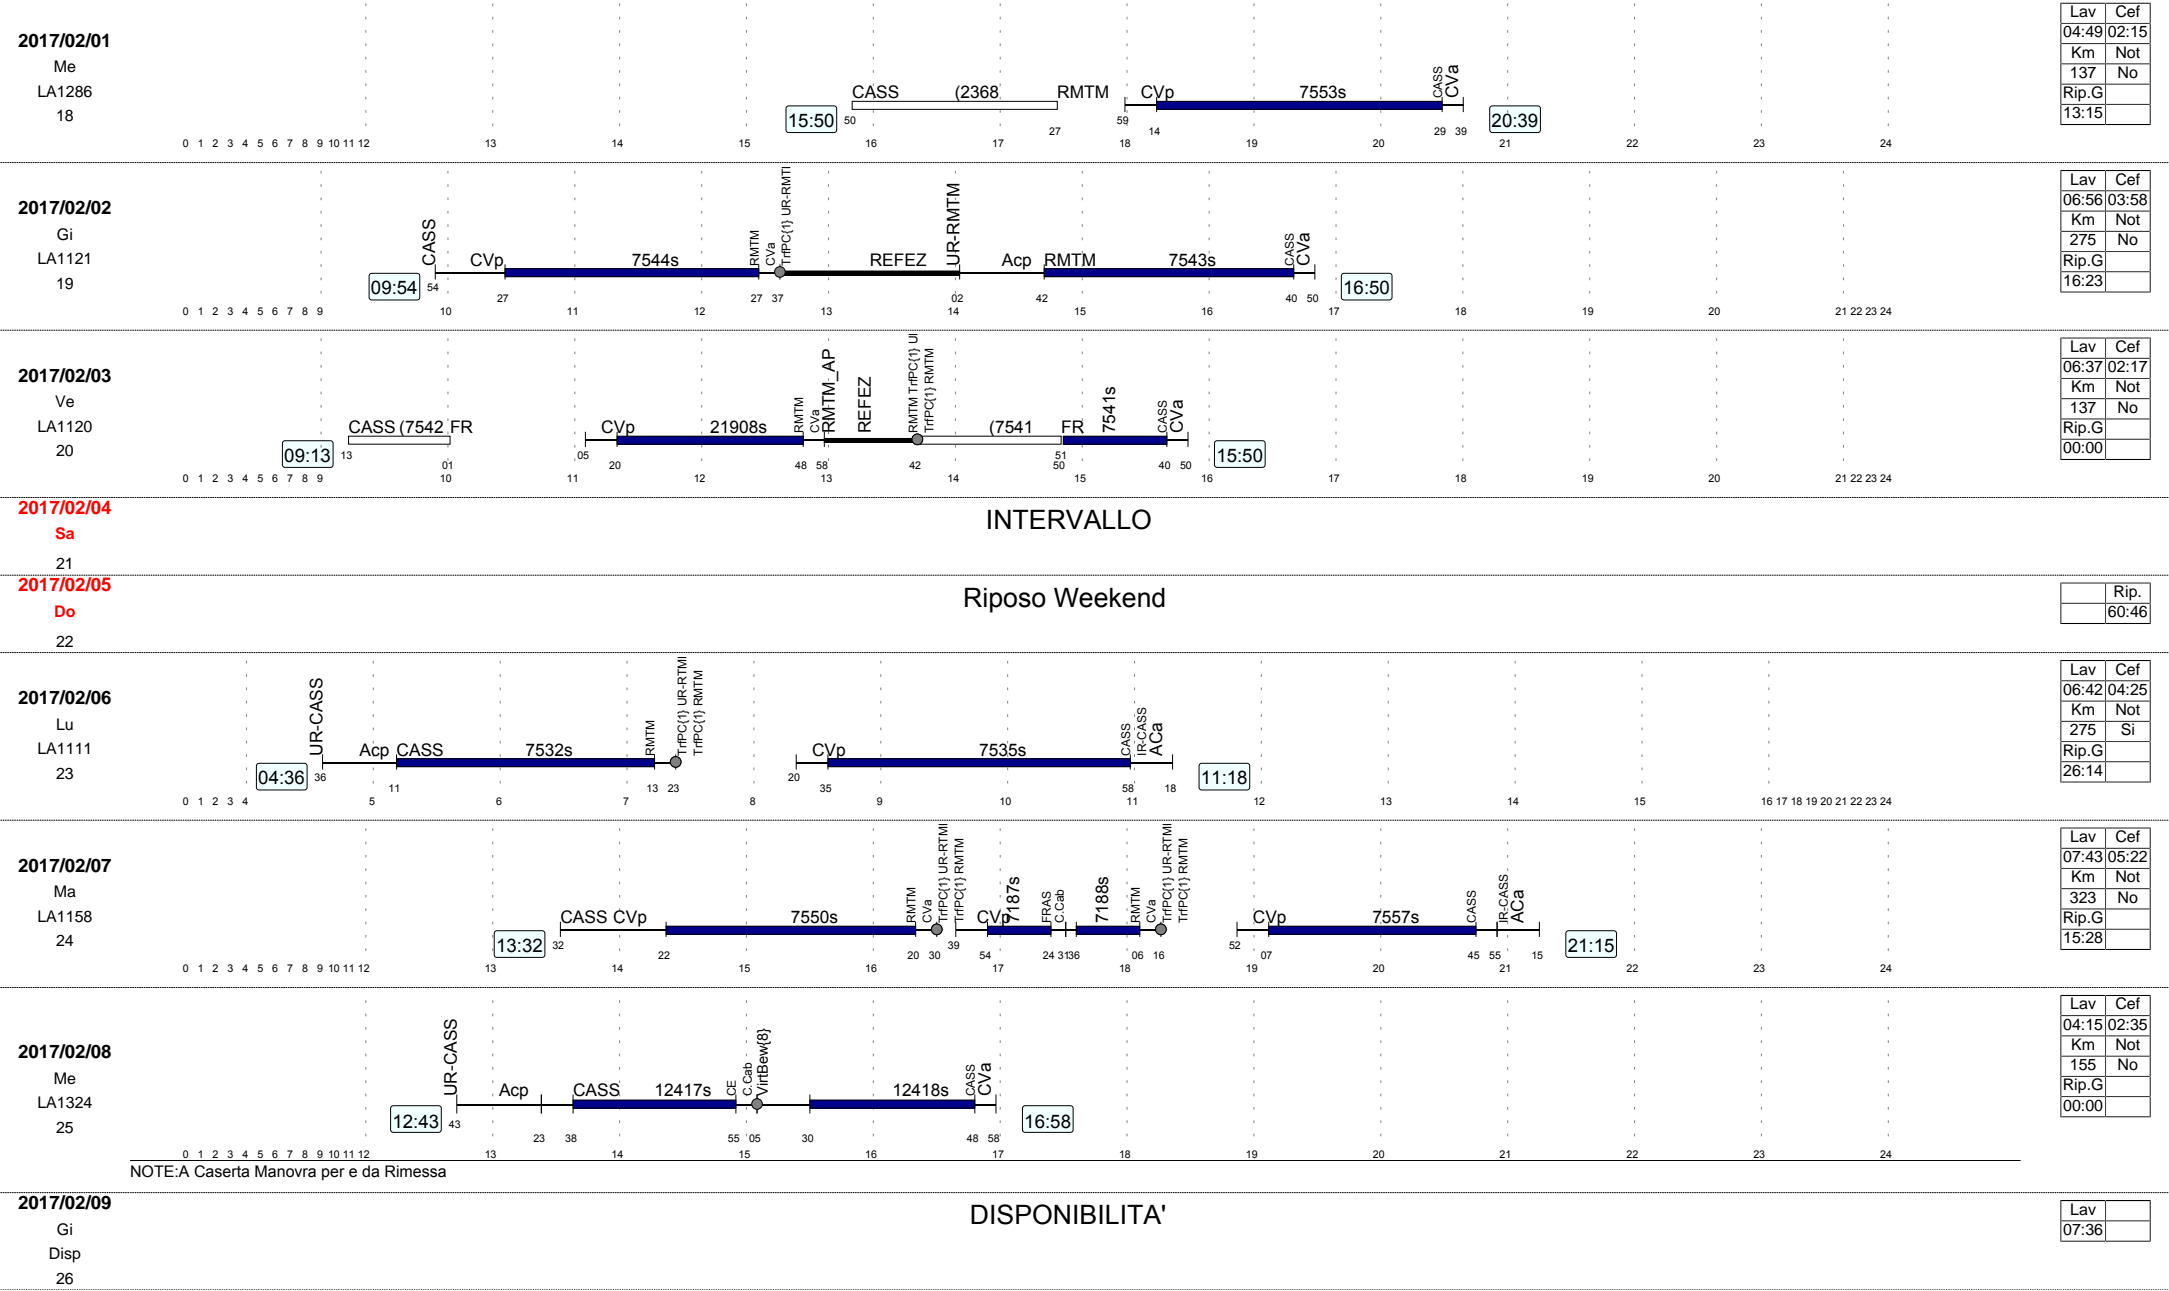 2017/02/01
Me
LA1286
18
15:50
50
CASS (2368 RMTM
27
59
CVp
14
7553s
CASS
CVa
29 39
20:39
0 1 2 3 4 5 6 7 8 9 10 11 12 13 14 15 16 17 18 19 20 21 22 23 24
Lav Cef
04:49 02:15
Km Not
137 No
Rip.G
13:15
2017/02/02
Gi
LA1121
19
09:54
54
CASS
CVp
27
7544s
RMTM
CVa
TrfPC{1} UR-RMTI
27 37
REFEZ
UR-RMTM
02
Acp
42
RMTM 7543s
CASS
CVa
40 50
16:50
0 1 2 3 4 5 6 7 8 9 10 11 12 13 14 15 16 17 18 19 20 21 22 23 24
Lav Cef
06:56 03:58
Km Not
275 No
Rip.G
16:23
2017/02/03
Ve
LA1120
20
09:13
13
CASS (7542 FR
01
05
CVp
20
21908s
RMTM
CVa
RMTM_AP
48 58
REFEZ
RMTM TrfPC{1} UI
TrfPC{1} RMTM
42
(7541 FR
51
50
7541s
CASS
CVa
40 50
15:50
0 1 2 3 4 5 6 7 8 9 10 11 12 13 14 15 16 17 18 19 20 21 22 23 24
Lav Cef
06:37 02:17
Km Not
137 No
Rip.G
00:00
2017/02/04
Sa
21
INTERVALLO
2017/02/05
Do
22
Riposo Weekend
Rip.
60:46
2017/02/06
Lu
LA1111
23
04:36
36
UR-CASS
Acp CASS
11
7532s
RMTM
TrfPC{1} UR-RTMI
TrfPC{1} RMTM
13 23
20
CVp
35
7535s
CASS
IR-CASS
ACa
58 18
11:18
0 1 2 3 4 5 6 7 8 9 10 11 12 13 14 15 16 17 18 19 20 21 22 23 24
Lav Cef
06:42 04:25
Km Not
275 Si
Rip.G
26:14
2017/02/07
Ma
LA1158
24
13:32
32
CASS CVp
22
7550s
RMTM
CVa
TrfPC{1} UR-RTMI
TrfPC{1} RMTM
20 30
39
CVp
54
7187s
FRAS
C.Cab
24 31 36
7188s
RMTM
CVa
TrfPC{1} UR-RTMI
TrfPC{1} RMTM
06 16
52
CVp
07
7557s
CASS
IR-CASS
ACa
45 55 15
21:15
0 1 2 3 4 5 6 7 8 9 10 11 12 13 14 15 16 17 18 19 20 21 22 23 24
Lav Cef
07:43 05:22
Km Not
323 No
Rip.G
15:28
2017/02/08
Me
LA1324
25
12:43
43
UR-CASS
Acp
23 38
CASS 12417s
CE
C.Cab
VirtBew{8}
55 05
30
12418s
CASS
CVa
48 58
16:58
0 1 2 3 4 5 6 7 8 9 10 11 12 13 14 15 16 17 18 19 20 21 22 23 24
NOTE:A Caserta Manovra per e da Rimessa
Lav Cef
04:15 02:35
Km Not
155 No
Rip.G
00:00
2017/02/09
Gi
Disp
26
DISPONIBILITA'
Lav
07:36